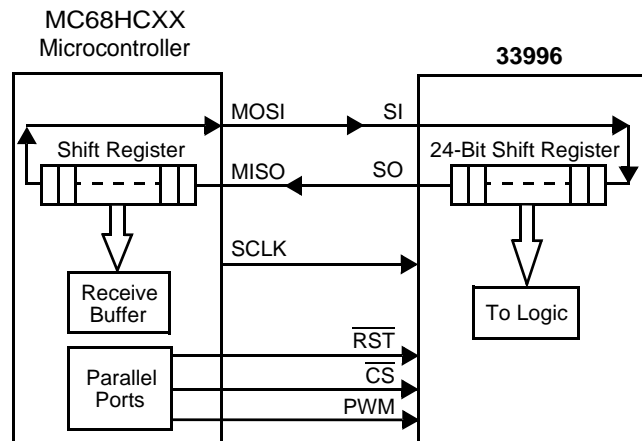 MC68HCXX
Microcontroller
33996
MOSI
SI
Shift Register
24-Bit Shift Register
MISO
SO
SCLK
Receive
Buffer
To Logic
RST
Parallel
Ports
CS
PWM